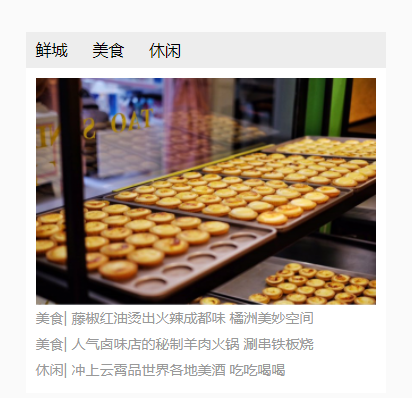 鲜城 美食 休闲
TAO S
美食| 藤椒红油烫出火辣成都味 橘洲美妙空间
美食| 人气卤味店的秘制羊肉火锅 涮串铁板烧
休闲| 冲上云霄品世界各地美酒 吃吃喝喝